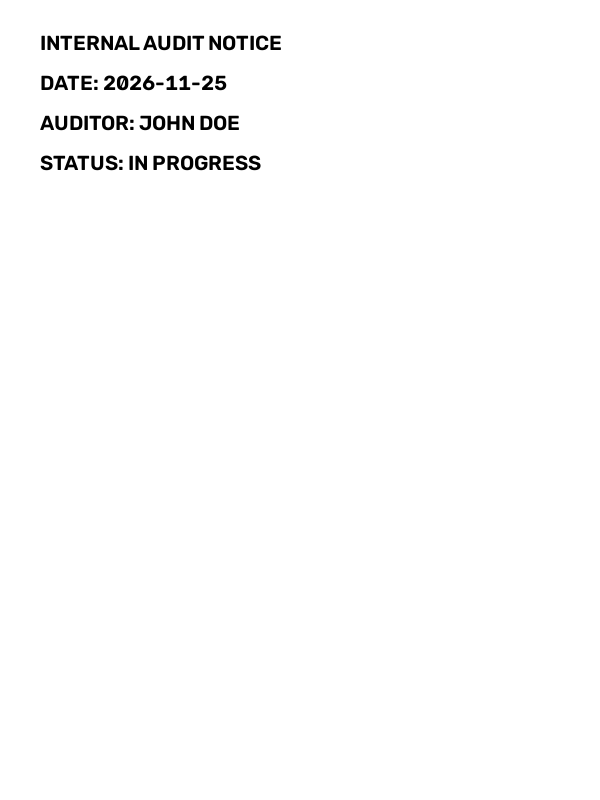 INTERNAL AUDIT NOTICE
DATE: 2026-11-25
AUDITOR: JOHN DOE
STATUS: IN PROGRESS